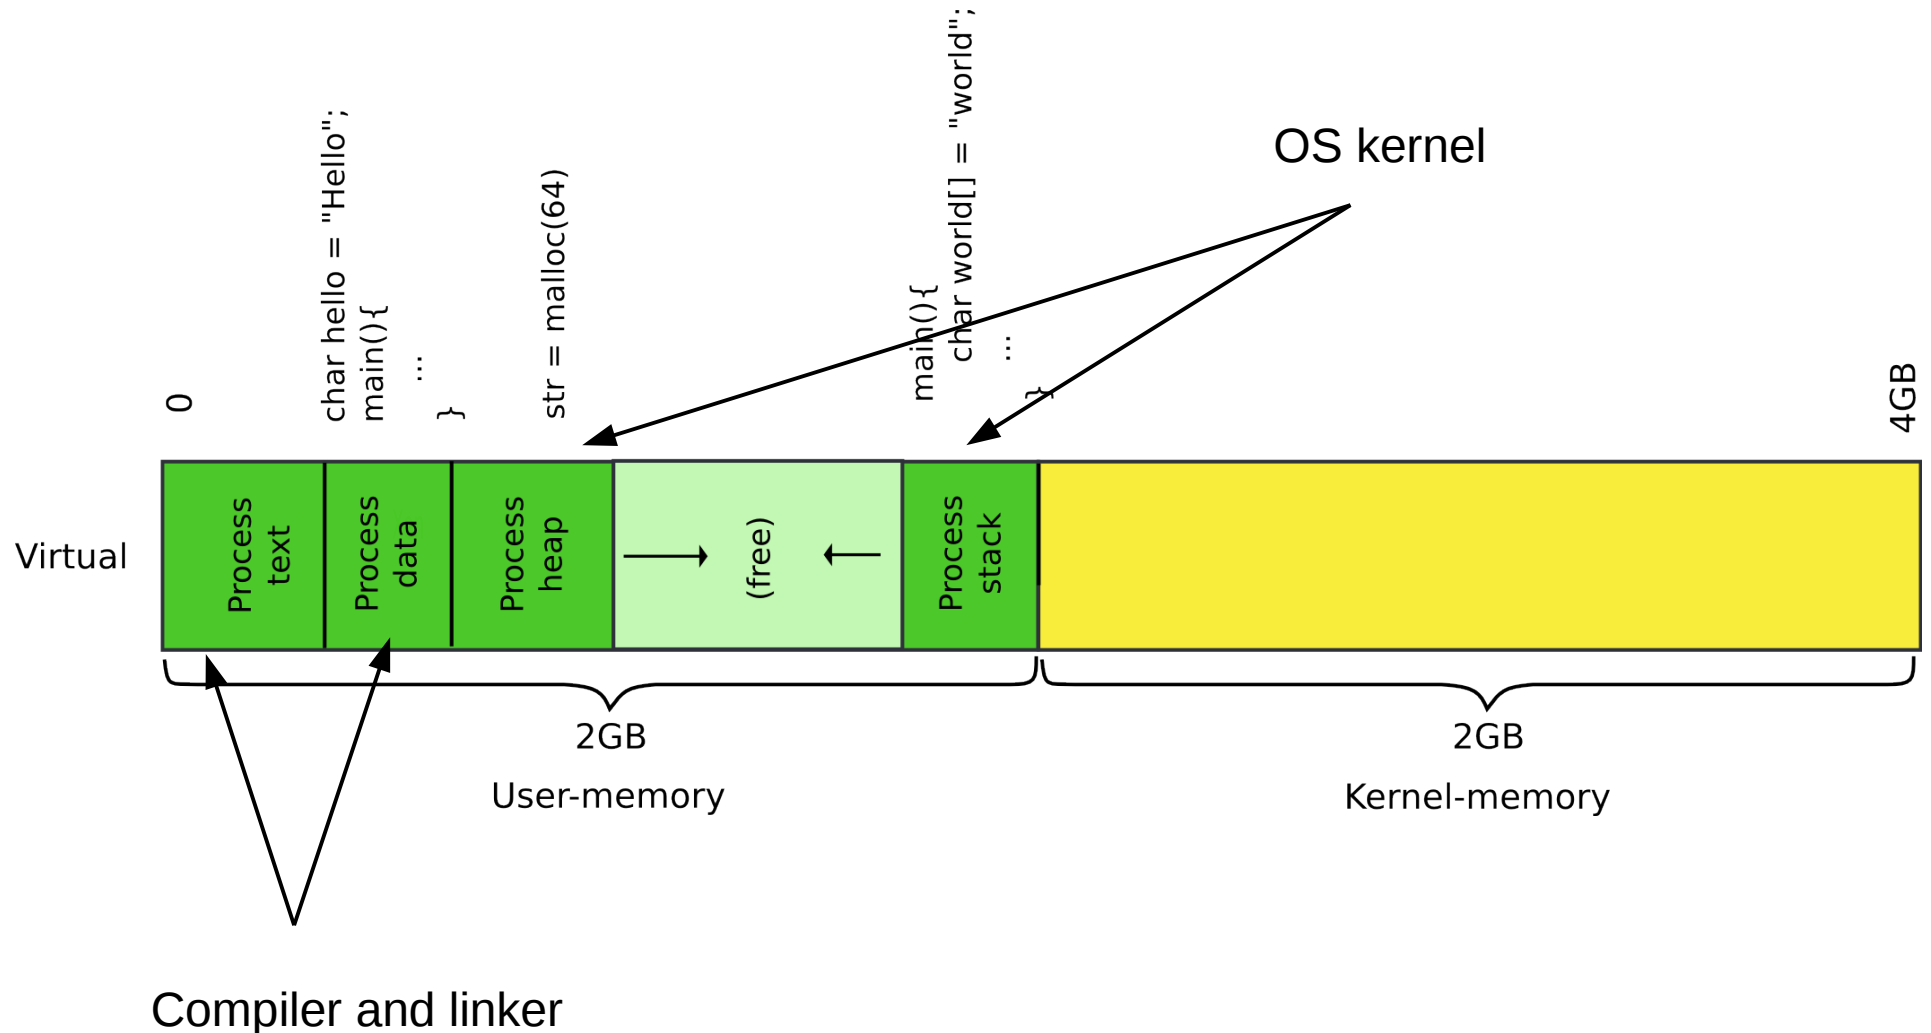 0
char hello = "Hello";
main(){
...
}
str = malloc(64)
main(){
char world[] = "world";
...
}
OS kernel
4GB
Virtual
Process
text
Process
data
Process
heap
(free)
Process
stack
2GB
User-memory
2GB
Kernel-memory
Compiler and linker